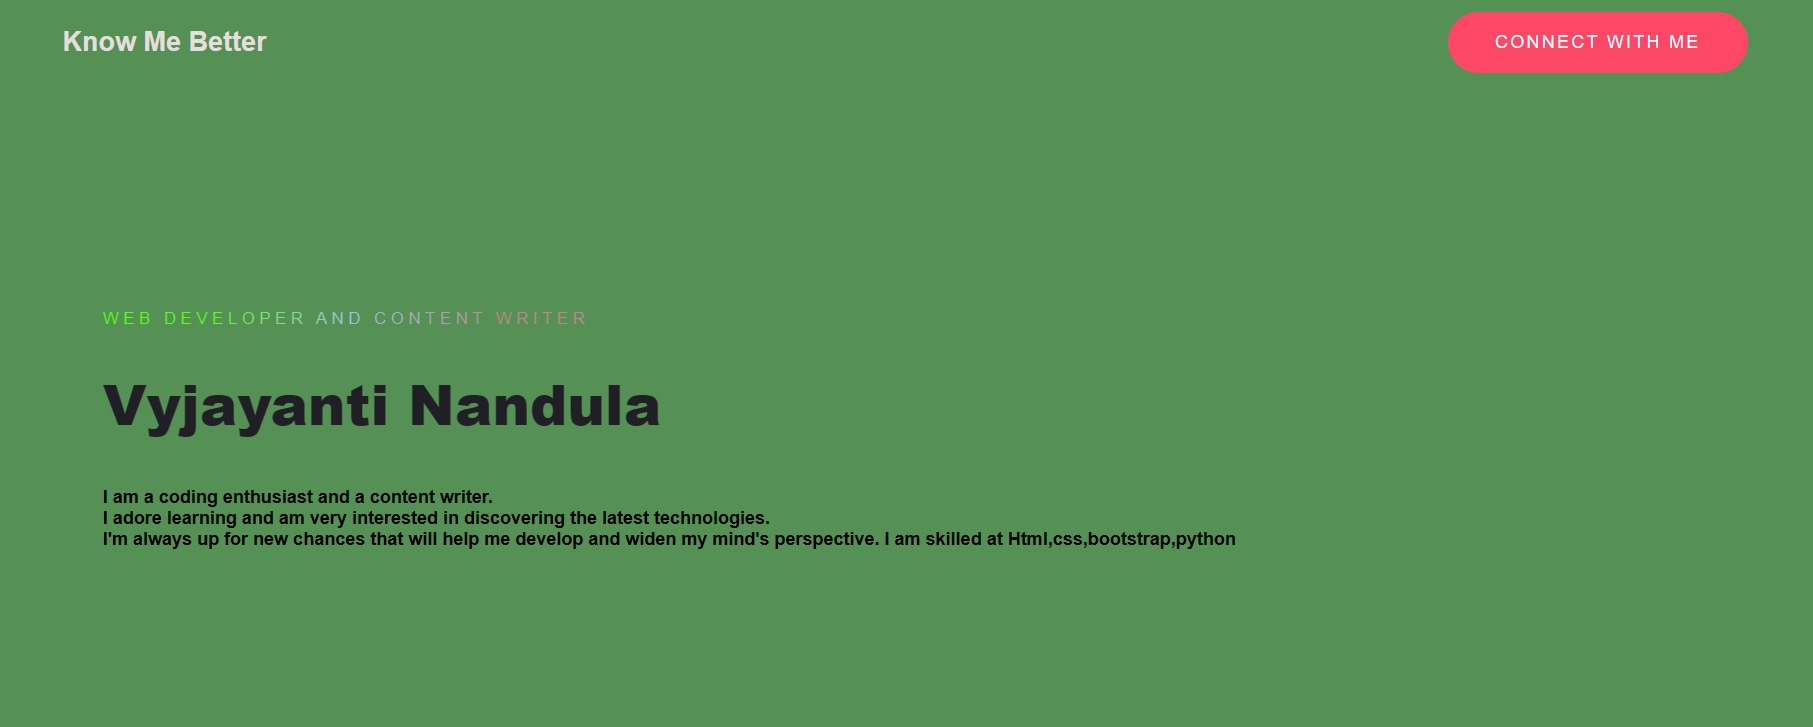 Know Me Better
CONNECT WITH ME
WEB DEVELOPER AND CONTENT WRITER
Vyjayanti Nandula
I am a coding enthusiast and a content writer.
I adore learning and am very interested in discovering the latest technologies.
I'm always up for new chances that will help me develop and widen my mind's perspective. I am skilled at Html,css,bootstrap,python